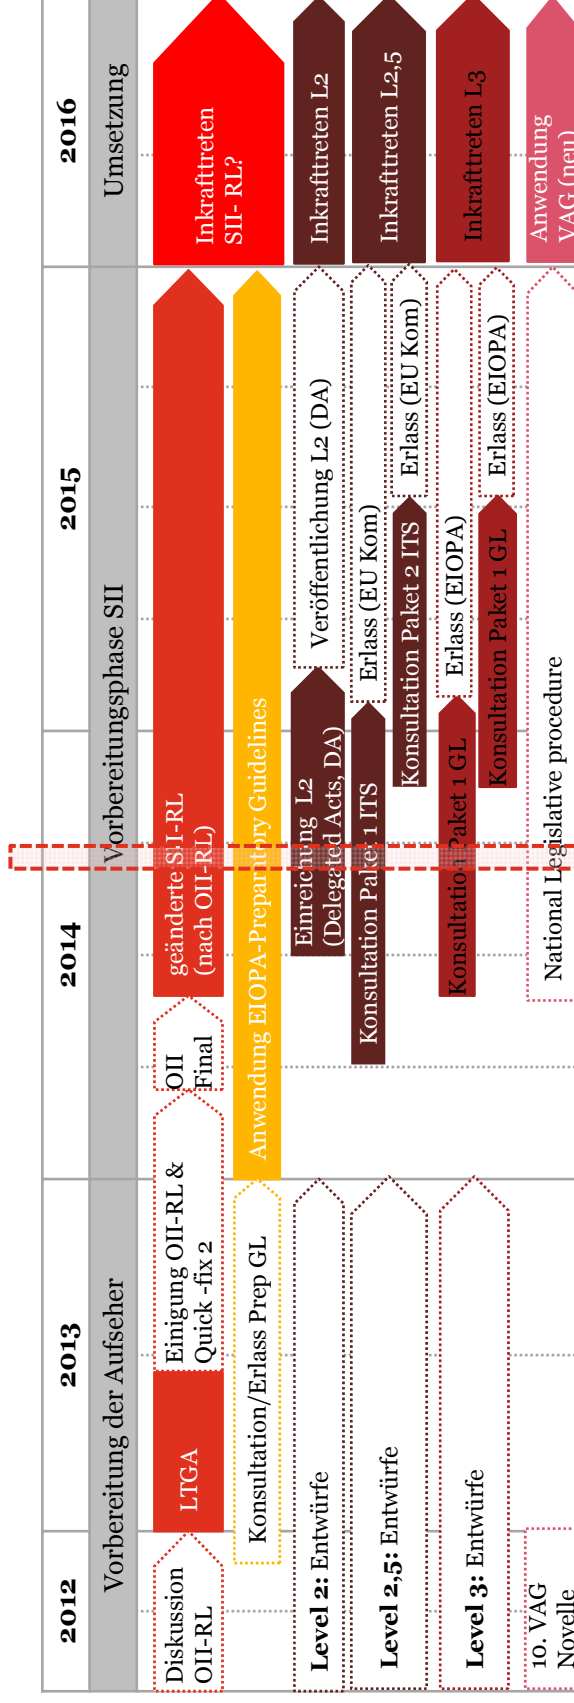 2012
2013
2014
2015
2016
Vorbereitung der Aufseher
Vorbereitungsphase SII
Umsetzung
Diskussion
OII-RL
LTGA
Einigung OII-RL &
Quick -fix 2
OII
Final
geänderte SII-RL
(nach OII-RL)
Inkrafttreten
SII- RL?
Konsultation/Erlass Prep GL
Anwendung EIOPA-Preparatory Guidelines
Level 2: Entwürfe
Einreichung L2
(Delegated Acts, DA)
Veröffentlichung L2 (DA)
Inkrafttreten L2
Level 2,5: Entwürfe
Konsultation Paket 1 ITS
Erlass (EU Kom)
Konsultation Paket 2 ITS
Erlass (EU Kom)
Inkrafttreten L2,5
Level 3: Entwürfe
Konsultation Paket 1 GL
Erlass (EIOPA)
Konsultation Paket 1 GL
Erlass (EIOPA)
Inkrafttreten L3
10. VAG
Novelle
National Legislative procedure
Anwendung
VAG (neu)